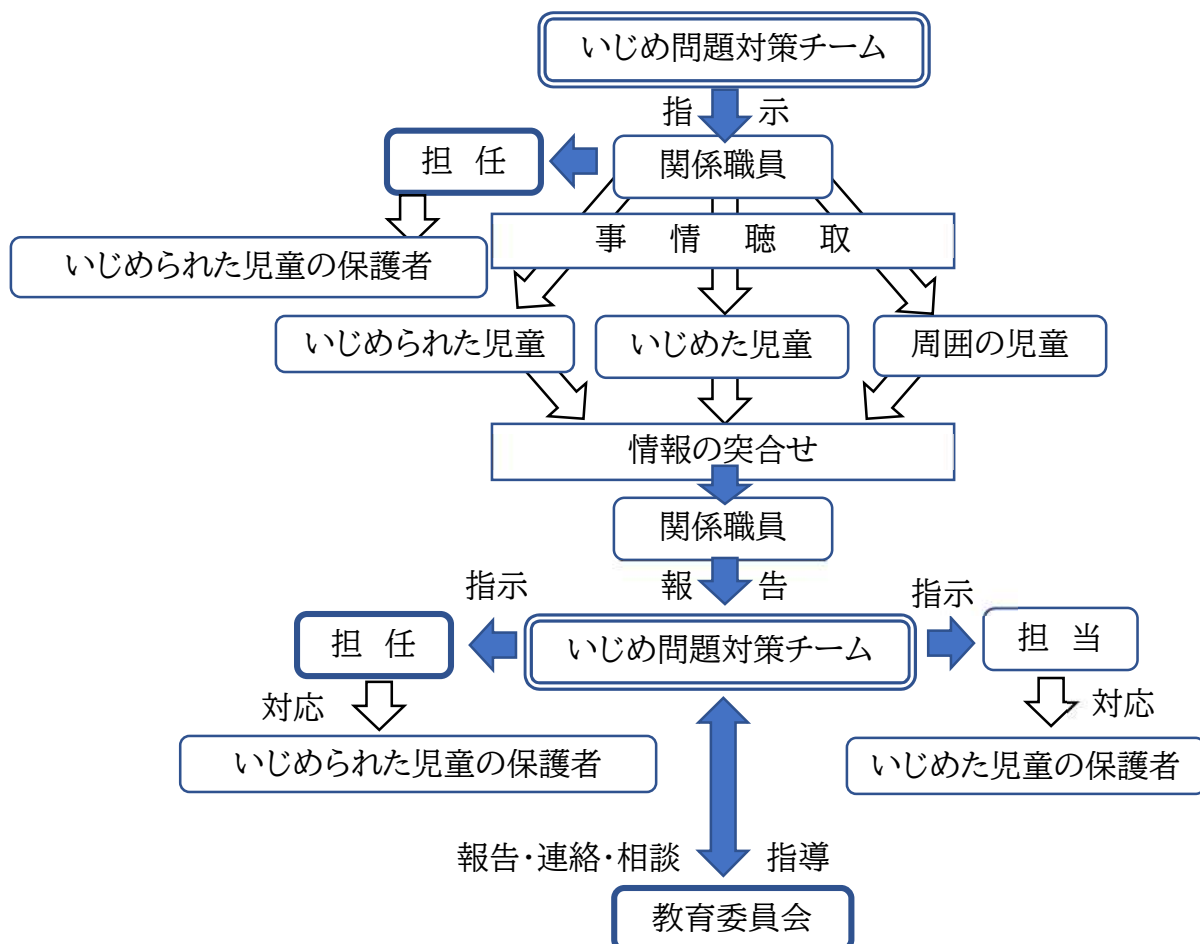 いじめ問題対策チーム
指 示
担 任
関係職員
事 情 聴 取
いじめられた児童の保護者
いじめられた児童
いじめた児童
周囲の児童
情報の突合せ
関係職員
報 告
指示
指示
担 任
いじめ問題対策チーム
担 当
対応
対応
いじめられた児童の保護者
いじめた児童の保護者
報告・連絡・相談
指導
教育委員会